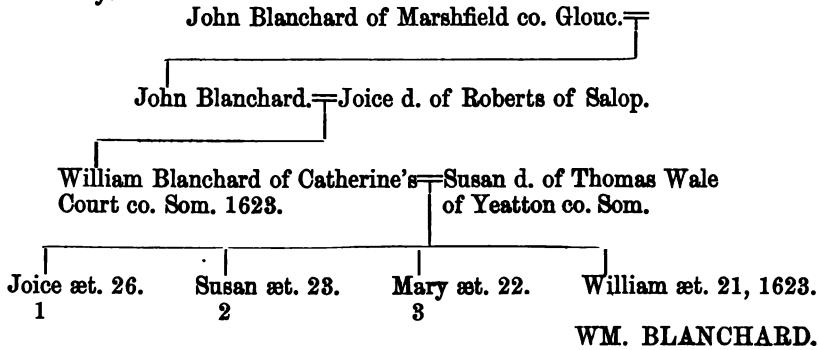 John Blanchard of Marshfield co. Glouc.=
John Blanchard.=Joice d. of Roberts of Salop.
William Blanchard of Catherine's=Susan d. of Thomas Wale
Court co. Som. 1623. of Yeatton co. Som.
Joice æt. 26. Susan æt. 23. Mary æt. 22. William æt. 21, 1623.
1 2 3
WM. BLANCHARD.